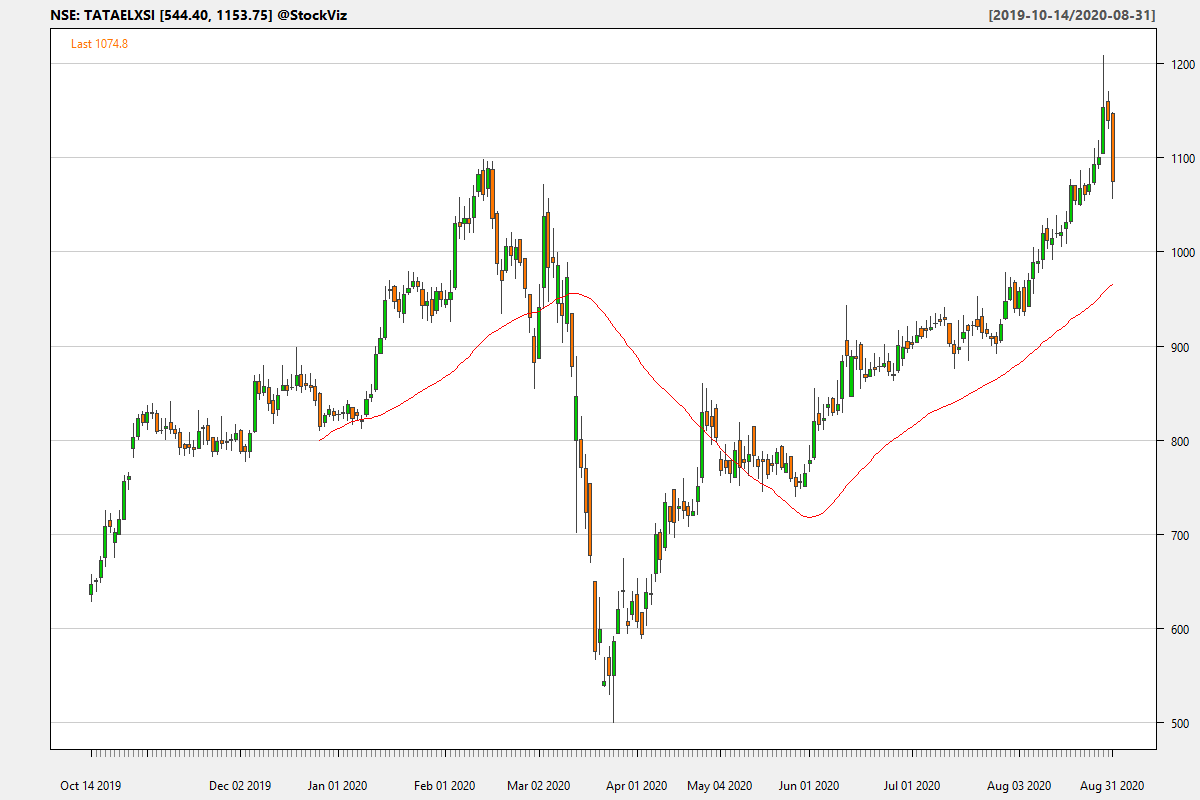 NSE: TATAELXSI [544.40, 1153.75] @StockViz [2019-10-14/2020-08-31]
Last 1074.8
1200
1100
1000
900
800
700
600
500
Oct 14 2019 Dec 02 2019 Jan 01 2020 Feb 01 2020 Mar 02 2020 Apr 01 2020 May 04 2020 Jun 01 2020 Jul 01 2020 Aug 03 2020 Aug 31 2020